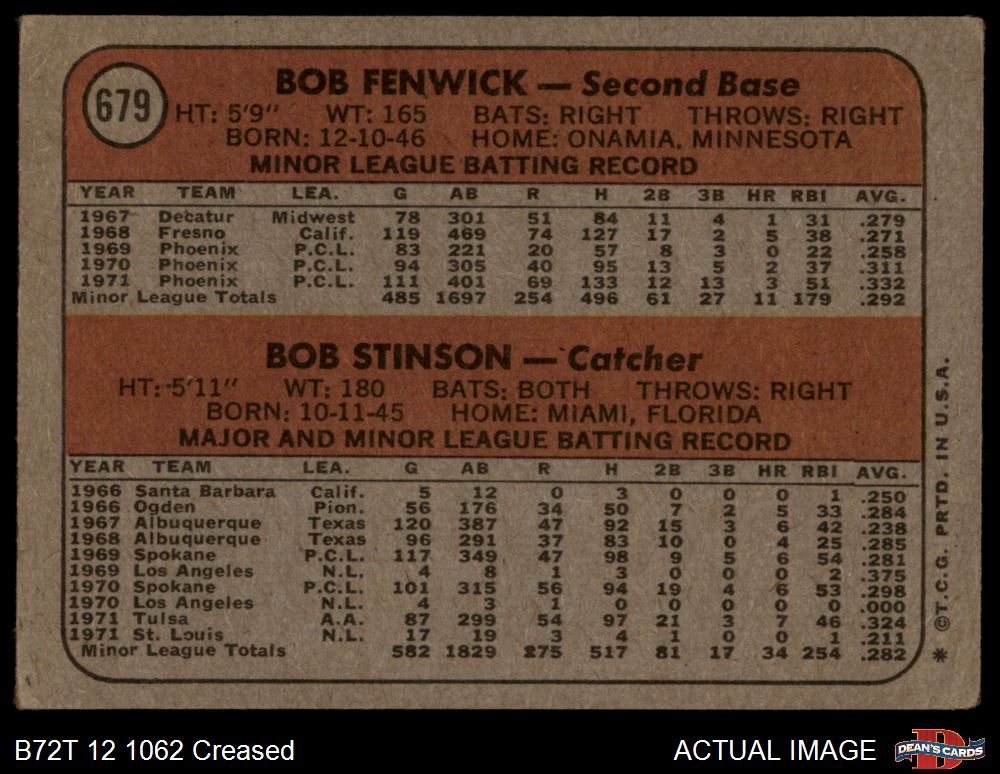 679
BOB FENWICK — Second Base
HT: 5'9" WT: 165 BATS: RIGHT THROWS: RIGHT
BORN: 12-10-46 HOME: ONAMIA, MINNESOTA
MINOR LEAGUE BATTING RECORD
YEAR TEAM LEA. G AB R H 2B 3B HR RBI AVG.
1967 Decatur Midwest 78 301 51 84 11 4 1 31 .279
1968 Fresno Calif. 119 469 74 127 17 2 5 38 .271
1969 Phoenix P.C.L. 83 221 20 57 8 3 0 22 .258
1970 Phoenix P.C.L. 94 305 40 95 13 5 2 37 .311
1971 Phoenix P.C.L. 111 401 69 133 12 13 3 51 .332
Minor League Totals 485 1697 254 496 61 27 11 179 .292
BOB STINSON — Catcher
HT: 5'11" WT: 180 BATS: BOTH THROWS: RIGHT
BORN: 10-11-45 HOME: MIAMI, FLORIDA
MAJOR AND MINOR LEAGUE BATTING RECORD
YEAR TEAM LEA. G AB R H 2B 3B HR RBI AVG.
1966 Santa Barbara Calif. 5 12 0 3 0 0 0 1 .250
1966 Ogden Pion. 56 176 34 50 7 2 5 33 .284
1967 Albuquerque Texas 120 387 47 92 15 3 6 42 .238
1968 Albuquerque Texas 96 291 37 83 10 0 4 25 .285
1969 Spokane P.C.L. 117 349 47 98 9 5 6 54 .281
1969 Los Angeles N.L. 4 8 1 3 0 0 0 2 .375
1970 Spokane P.C.L. 101 315 56 94 19 4 6 53 .298
1970 Los Angeles N.L. 4 3 1 0 0 0 0 0 .000
1971 Tulsa A.A. 87 299 54 97 21 3 7 46 .324
1971 St. Louis N.L. 17 19 3 4 1 0 0 1 .211
Minor League Totals 582 1829 275 517 81 17 34 254 .282
* ©T.C.G. PRTD. IN U.S.A.
B72T 12 1062 Creased
ACTUAL IMAGE
D
DEAN'S CARDS